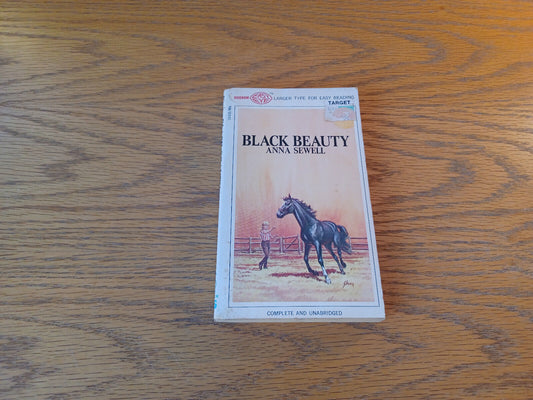 LARGER TYPE FOR EASY READING
TARGET
BLACK BEAUTY
ANNA SEWELL
COMPLETE AND UNABRIDGED